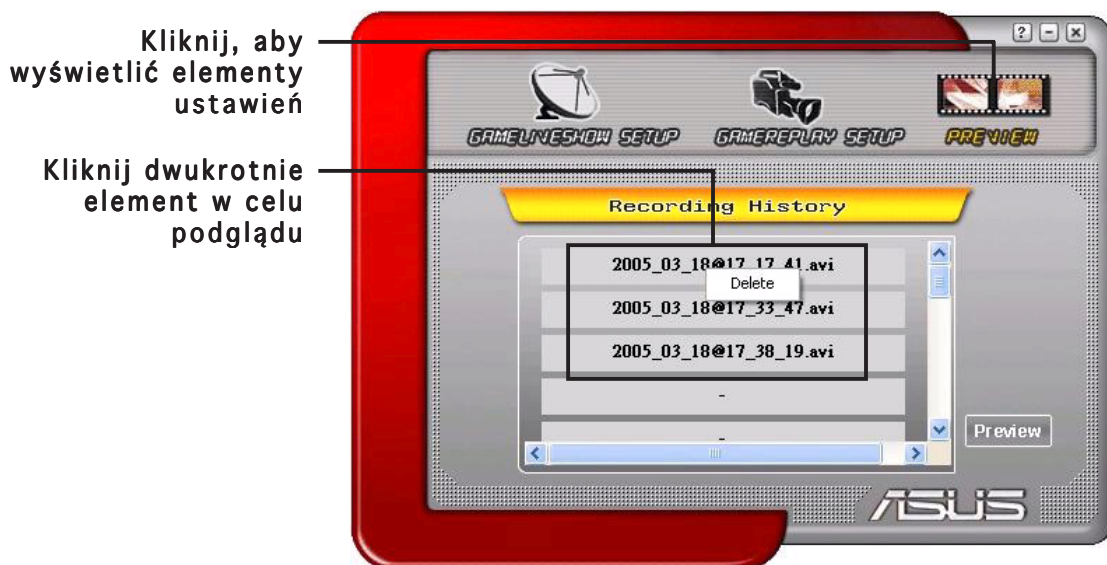 Kliknij, aby
wyświetlić elementy
ustawień
Kliknij dwukrotnie
element w celu
podglądu
GAMELIVESHOW SETUP
GAMEREPLAY SETUP
PREVIEW
Recording History
2005_03_18@17_17_41.avi
Delete
2005_03_18@17_33_47.avi
2005_03_18@17_38_19.avi
-
-
Preview
ASUS